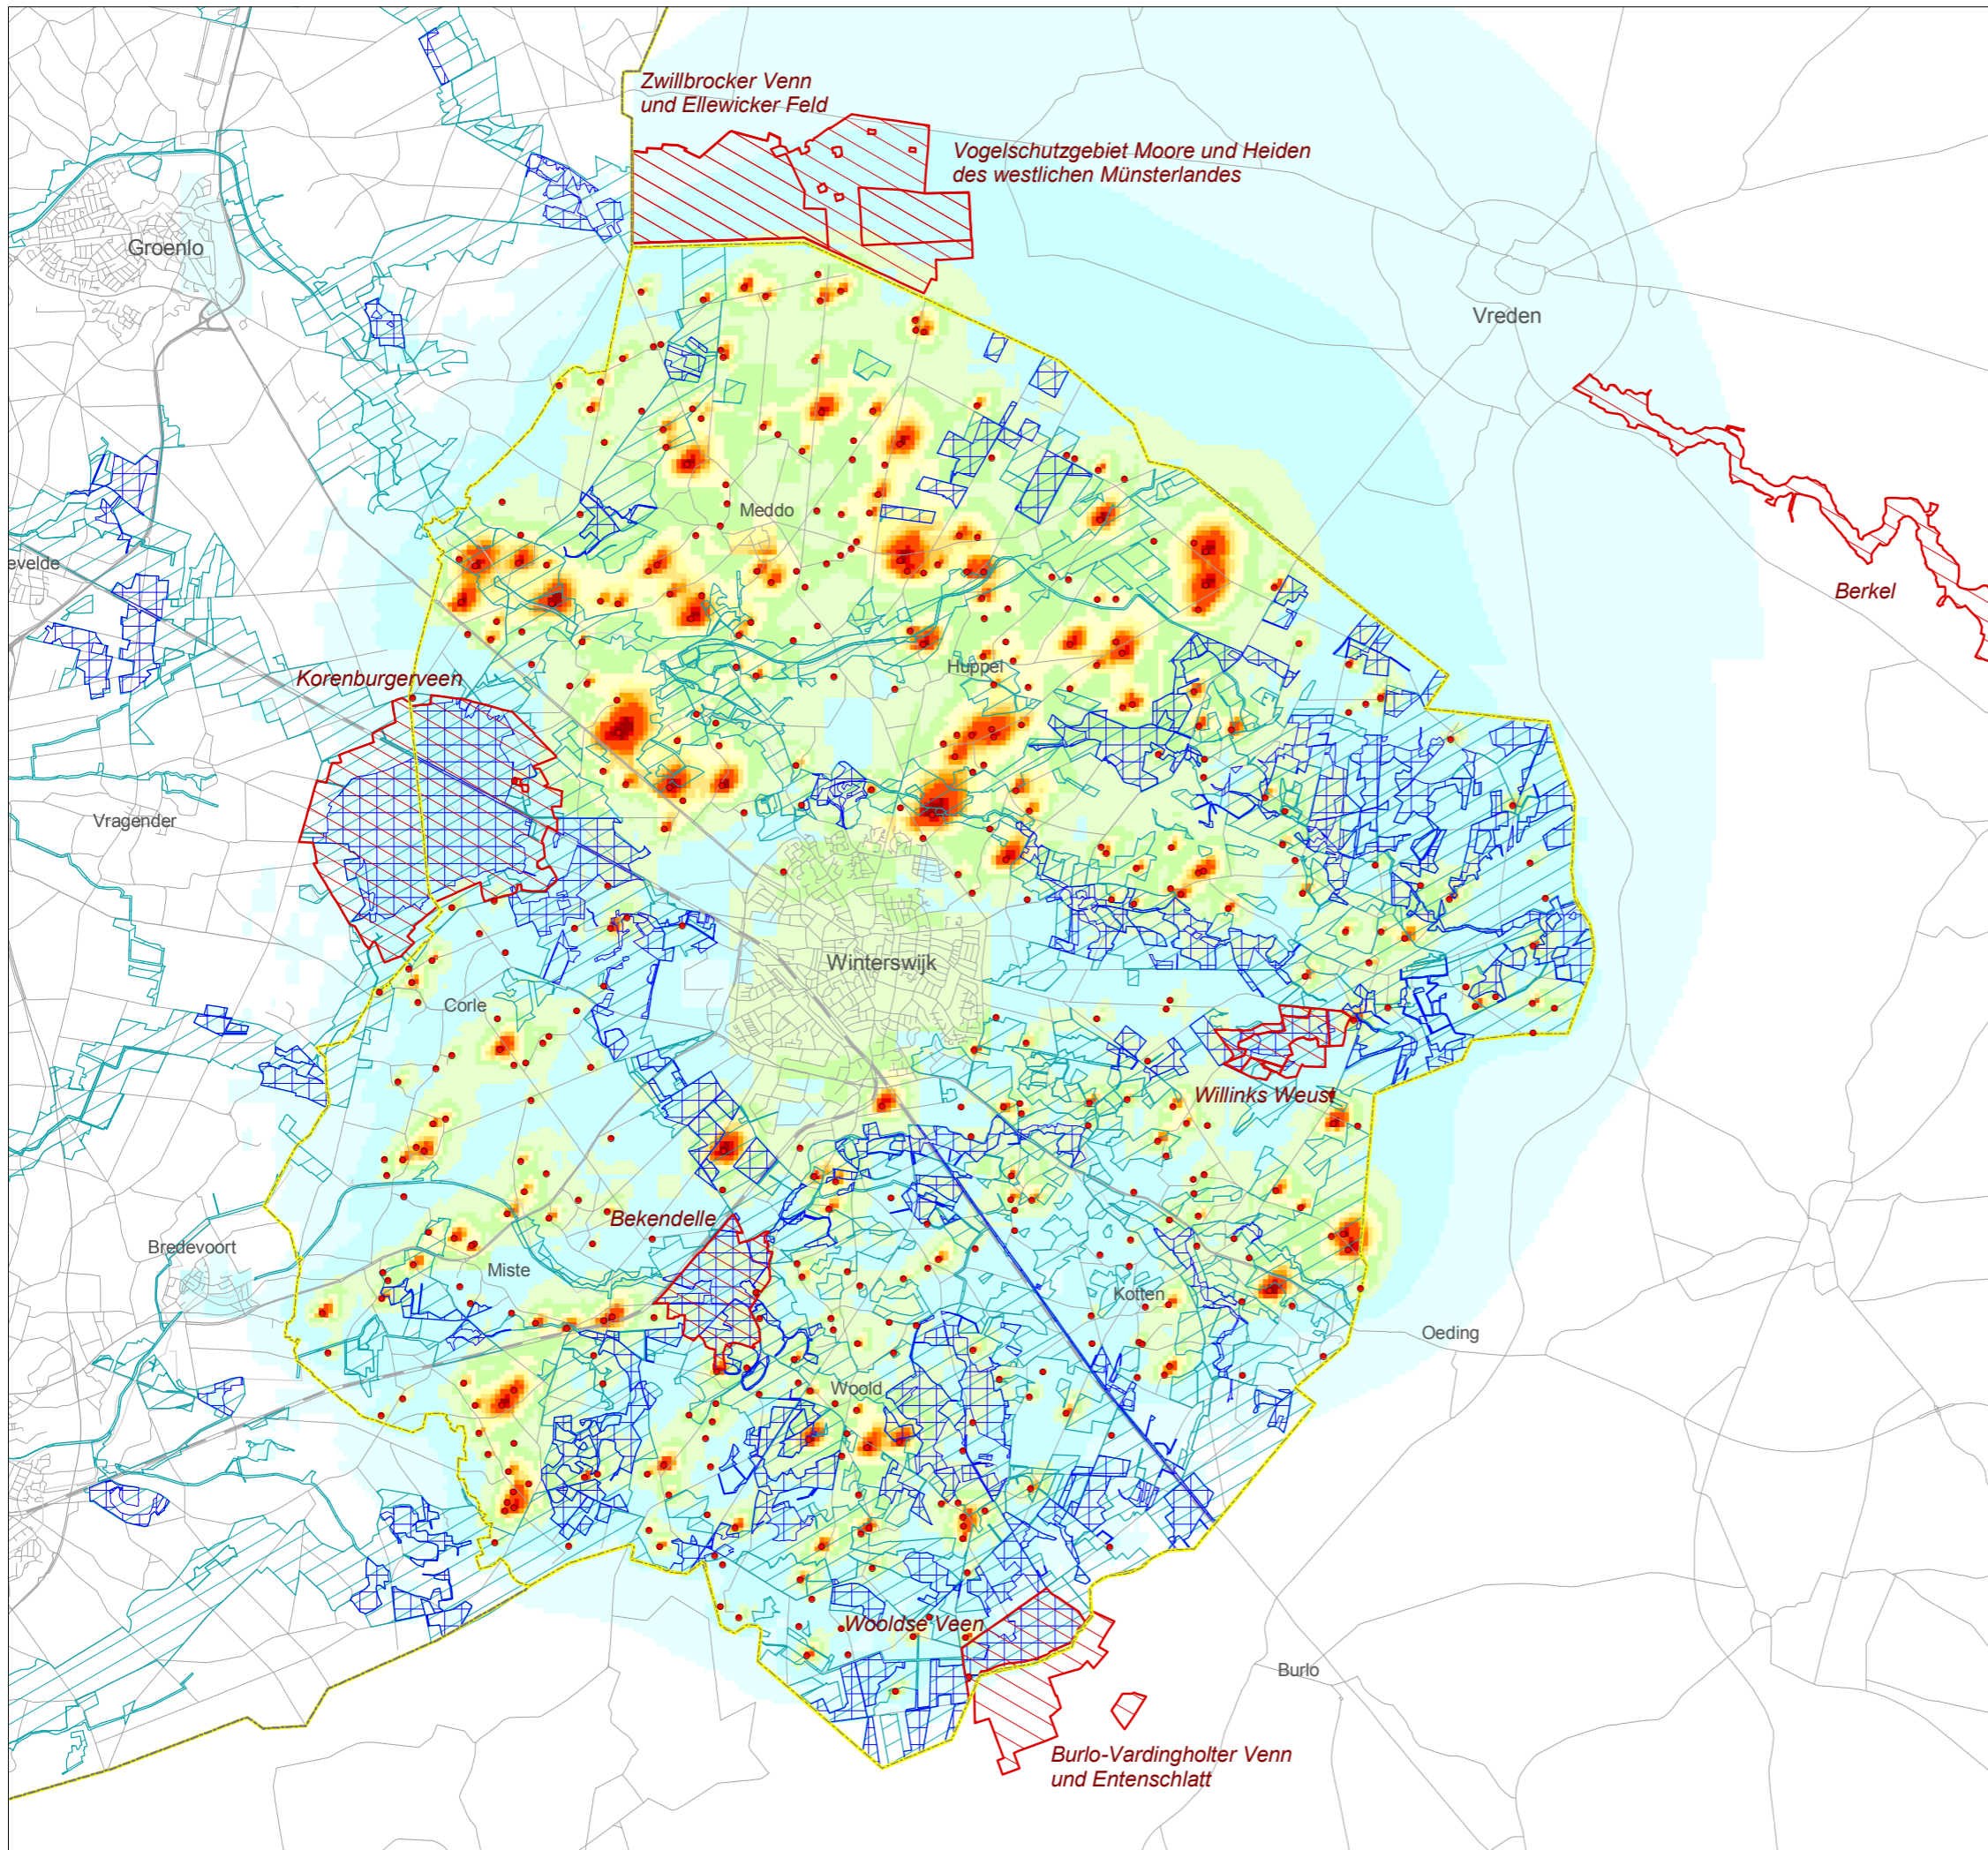 Zwillbrocker Venn
und Ellewicker Feld
Vogelschutzgebiet Moore und Heiden
des westlichen Münsterlandes
Groenlo
Vreden
Meddo
evelde
Berkel
Huppel
Korenburgerveen
Vragender
Winterswijk
Corle
Willinks Weust
Bekendelle
Bredevoort
Miste
Kotten
Oeding
Woold
Wooldse Veen
Burlo
Burlo-Vardingholter Venn
und Entenschlatt